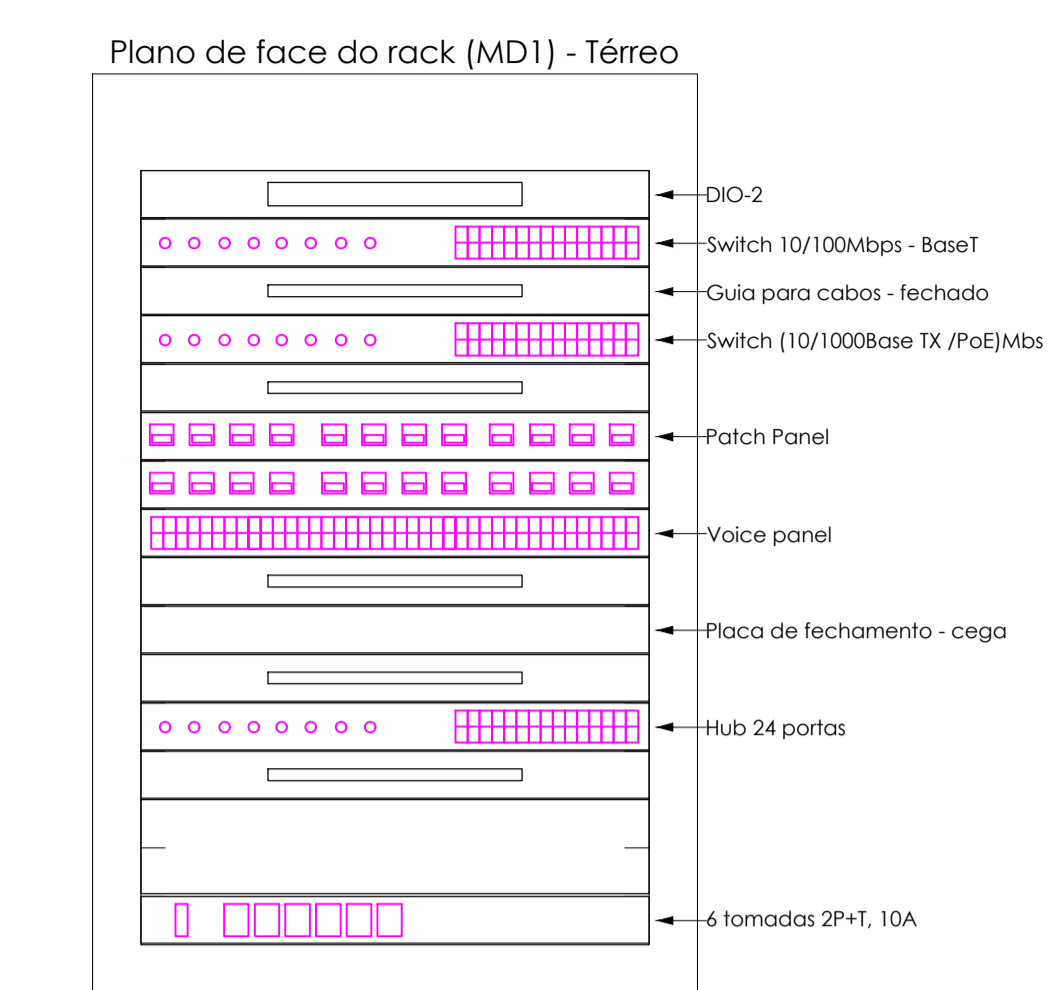 Plano de face do rack (MD1) - Térreo
DIO-2
Switch 10/100Mbps - BaseT
Guia para cabos - fechado
Switch (10/1000Base TX /PoE)Mbs
Patch Panel
Voice panel
Placa de fechamento - cega
Hub 24 portas
6 tomadas 2P+T, 10A